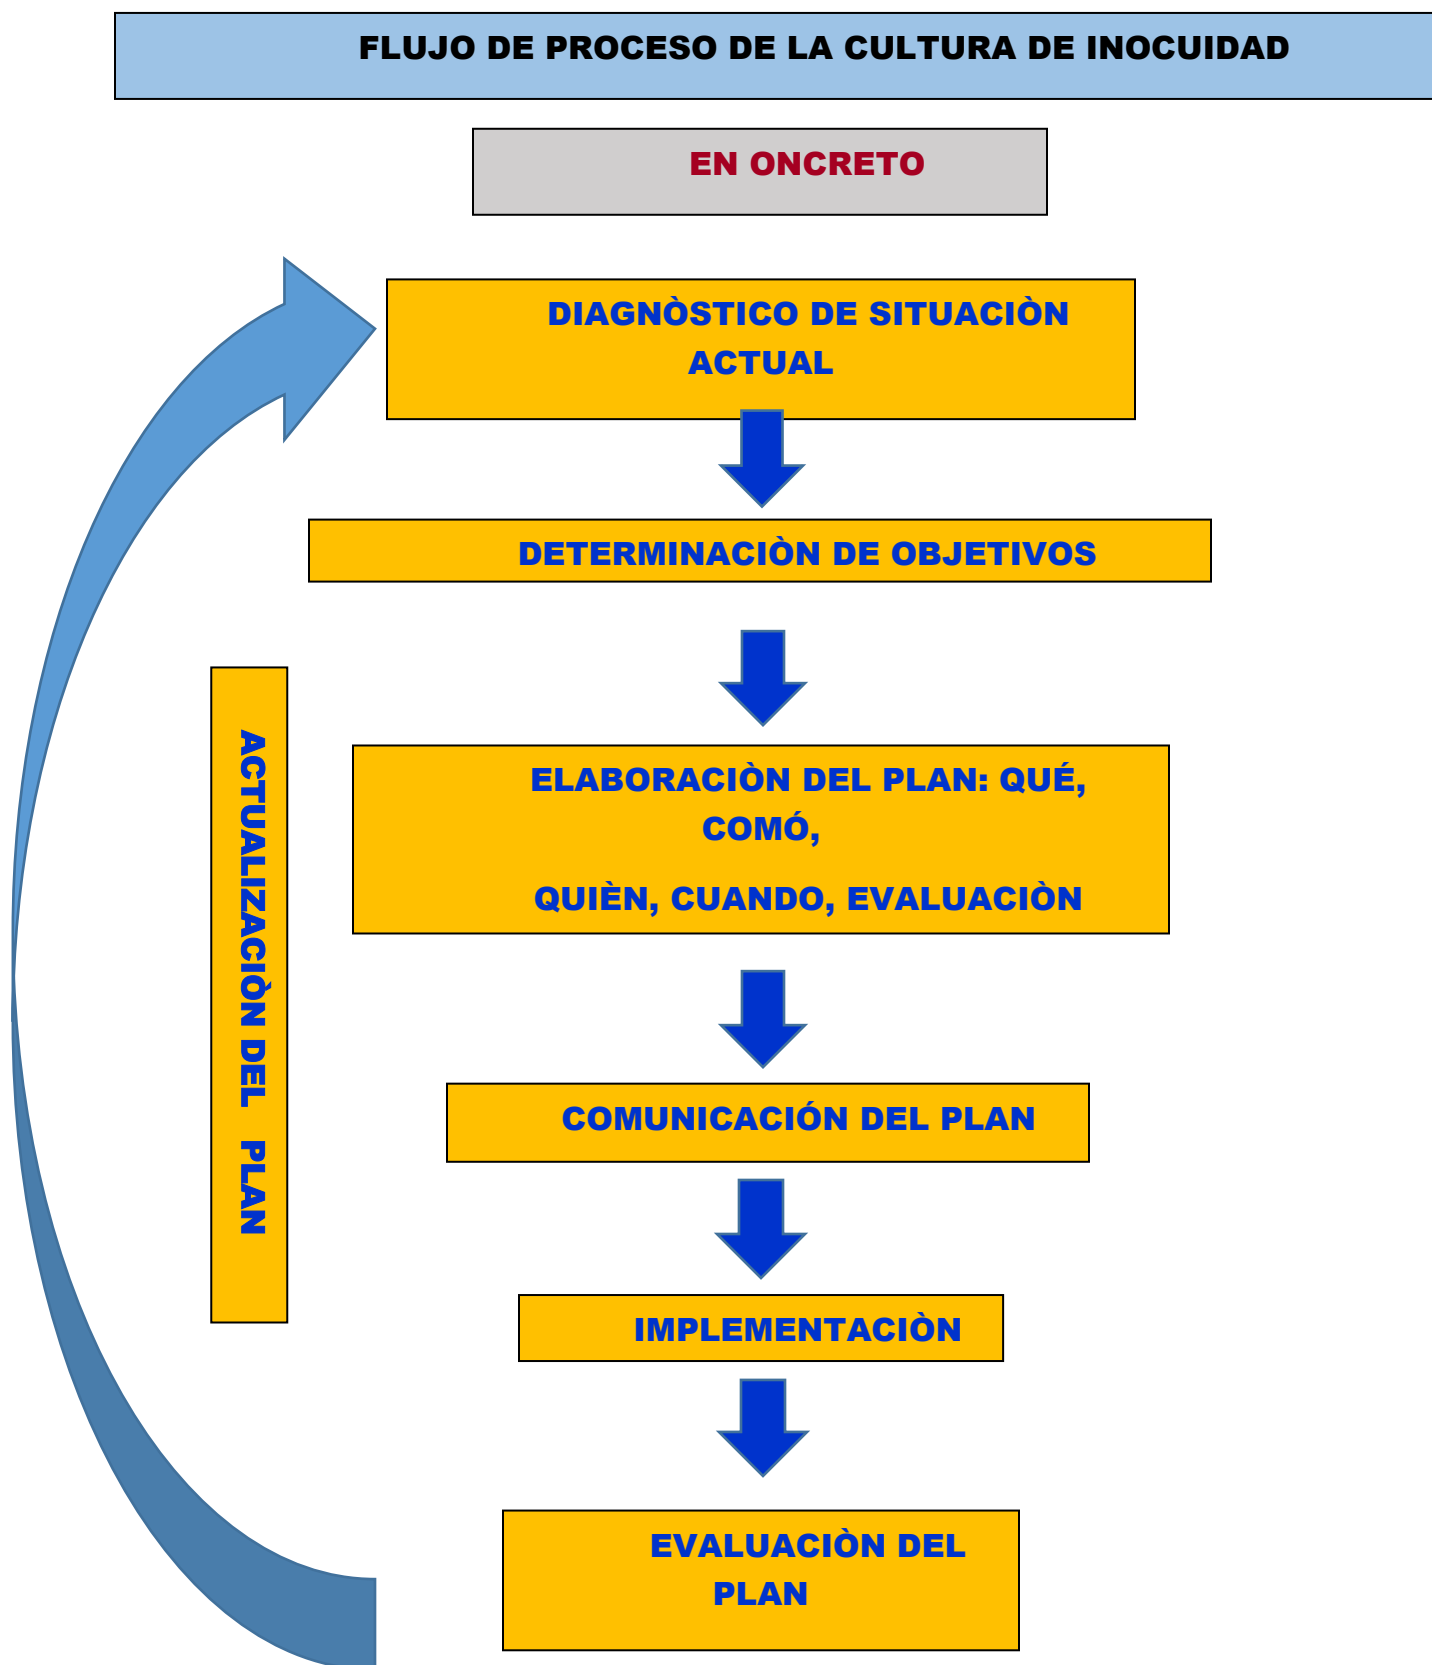 FLUJO DE PROCESO DE LA CULTURA DE INOCUIDAD
EN ONCRETO
DIAGNÒSTICO DE SITUACIÒN
ACTUAL
DETERMINACIÒN DE OBJETIVOS
ACTUALIZACIÒN DEL PLAN
ELABORACIÒN DEL PLAN: QUÉ,
COMÓ,
QUIÈN, CUANDO, EVALUACIÒN
COMUNICACIÓN DEL PLAN
IMPLEMENTACIÒN
EVALUACIÒN DEL
PLAN